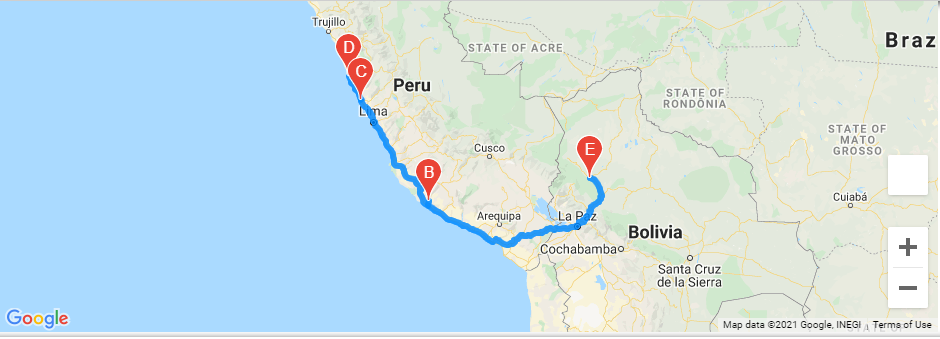 Trujillo
D
C
Peru
Lima
STATE OF ACRE
Braz
STATE OF
RONDÔNIA
STATE OF
MATO
GROSSO
Cusco
E
B
Arequipa
La Paz
Bolivia
Cochabamba
Cuiabá
Santa Cruz
de la Sierra
+
−
Google
Map data ©2021 Google, INEGI
Terms of Use